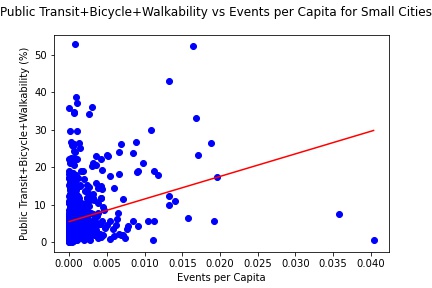 Public Transit+Bicycle+Walkability vs Events per Capita for Small Cities
Public Transit+Bicycle+Walkability (%)
50
40
30
20
10
0
0.000 0.005 0.010 0.015 0.020 0.025 0.030 0.035 0.040
Events per Capita